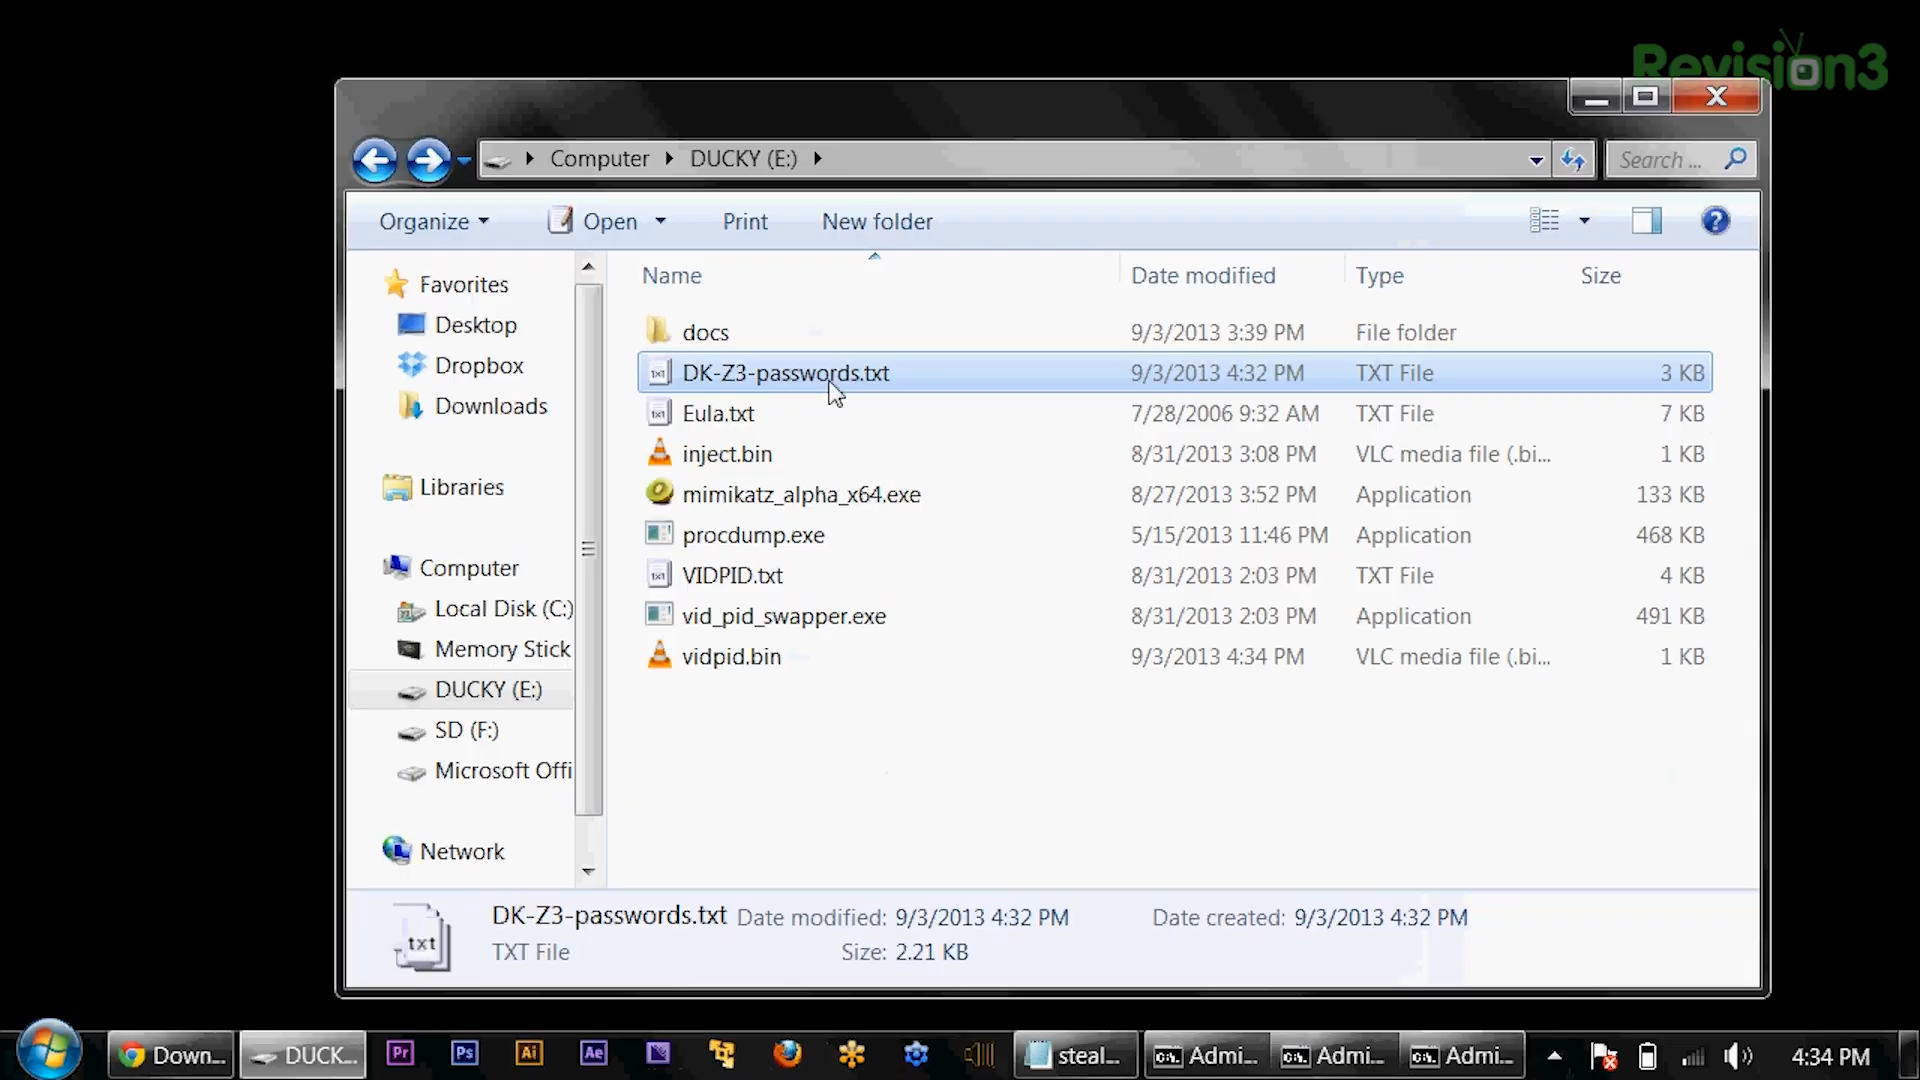 Revision3
Computer DUCKY (E:)
Search ...
Organize Open Print New folder
Name Date modified Type Size
docs 9/3/2013 3:39 PM File folder
DK-Z3-passwords.txt 9/3/2013 4:32 PM TXT File 3 KB
Eula.txt 7/28/2006 9:32 AM TXT File 7 KB
inject.bin 8/31/2013 3:08 PM VLC media file (.bi... 1 KB
mimikatz_alpha_x64.exe 8/27/2013 3:52 PM Application 133 KB
procdump.exe 5/15/2013 11:46 PM Application 468 KB
VIDPID.txt 8/31/2013 2:03 PM TXT File 4 KB
vid_pid_swapper.exe 8/31/2013 2:03 PM Application 491 KB
vidpid.bin 9/3/2013 4:34 PM VLC media file (.bi... 1 KB
Favorites
Desktop
Dropbox
Downloads
Libraries
Computer
Local Disk (C:)
Memory Stick
DUCKY (E:)
SD (F:)
Microsoft Offi
Network
txt
DK-Z3-passwords.txt Date modified: 9/3/2013 4:32 PM Date created: 9/3/2013 4:32 PM
TXT File Size: 2.21 KB
Down... DUCK... Pr Ps Ai Ae steal... Admi... Admi... Admi... 4:34 PM